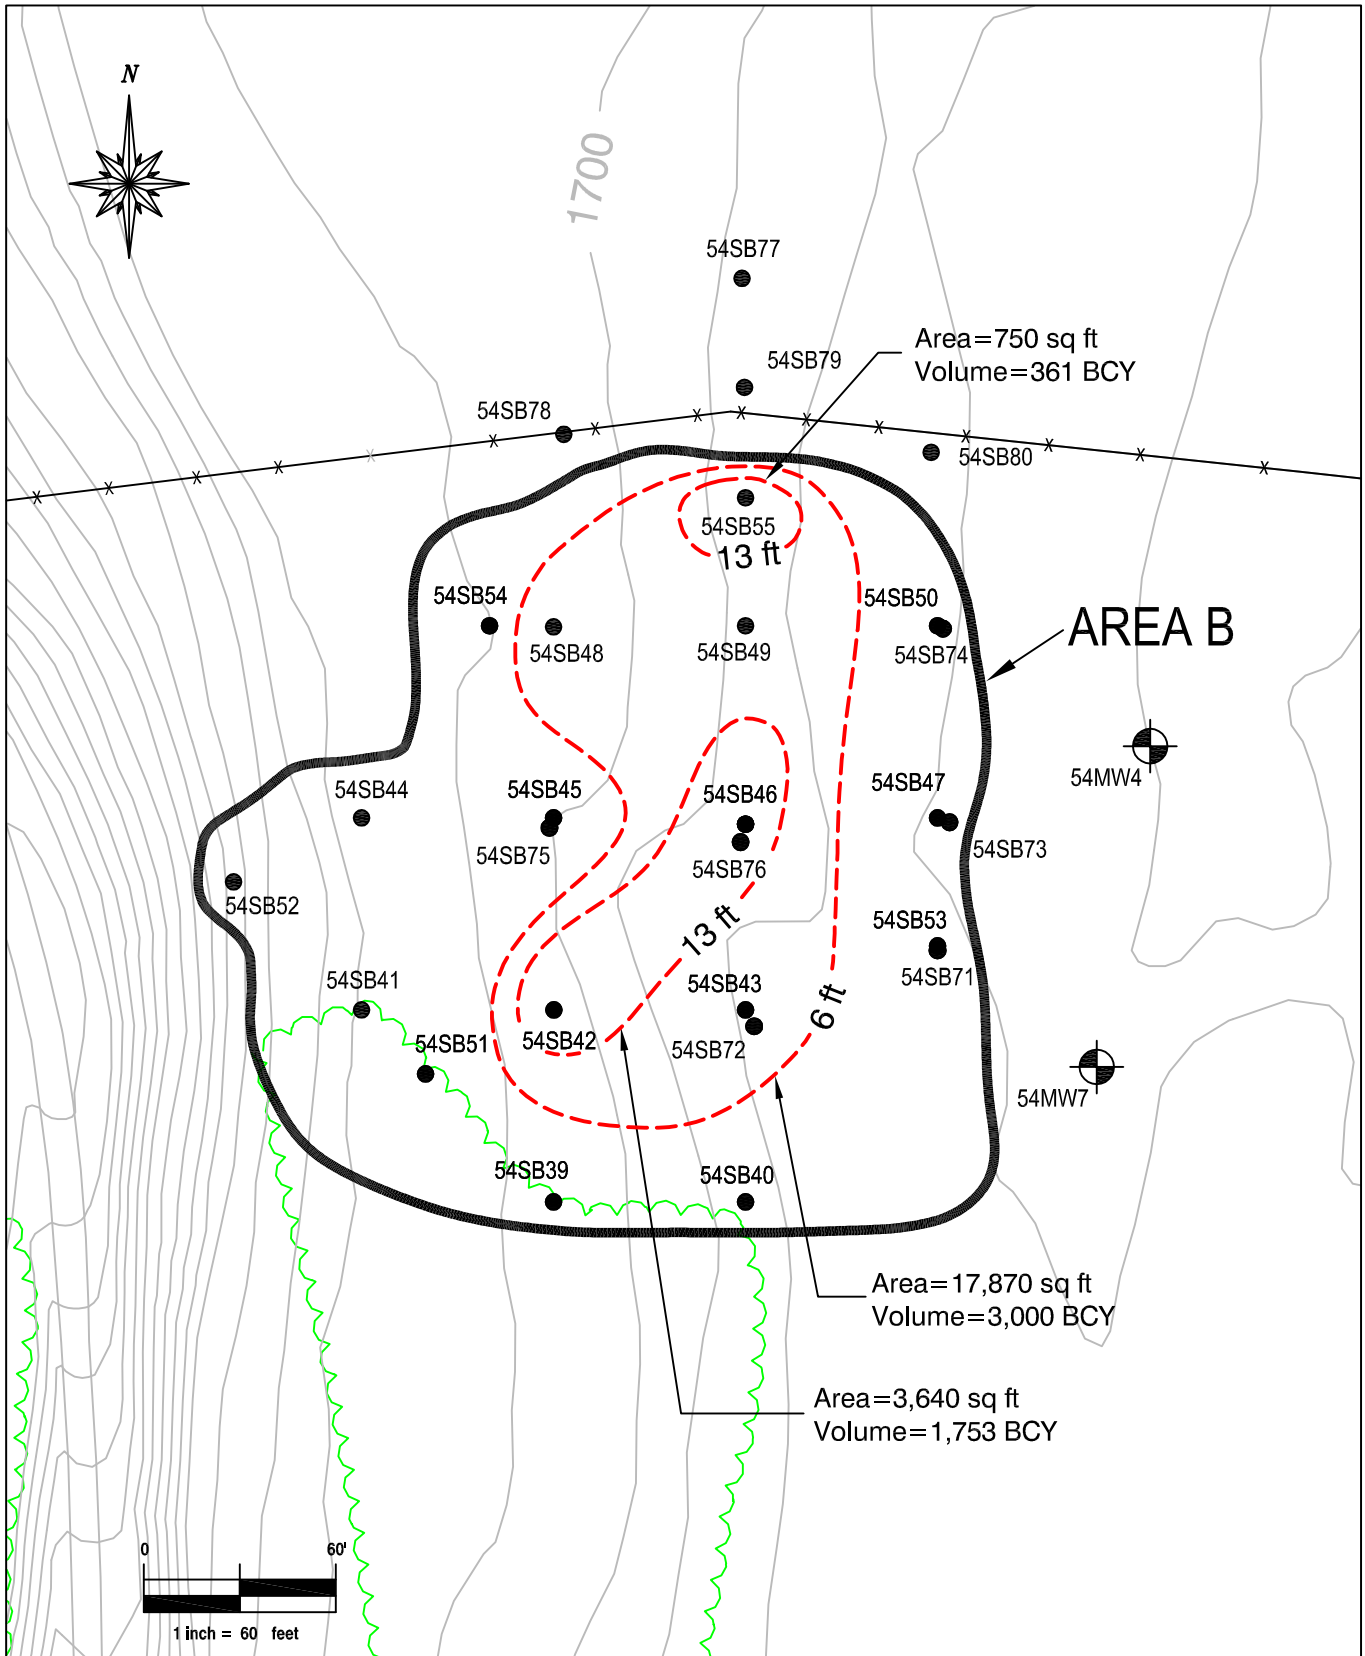 N
1700
54SB77
Area=750 sq ft
Volume=361 BCY
54SB79
54SB78
54SB80
54SB55
13 ft
54SB54
54SB50
AREA B
54SB48
54SB49
54SB74
54MW4
54SB44
54SB45
54SB46
54SB47
54SB75
54SB76
54SB73
54SB52
13 ft
54SB53
54SB71
54SB41
54SB43
6 ft
54SB51
54SB42
54SB72
54MW7
54SB39
54SB40
Area=17,870 sq ft
Volume=3,000 BCY
Area=3,640 sq ft
Volume=1,753 BCY
0 60'
1 inch = 60 feet